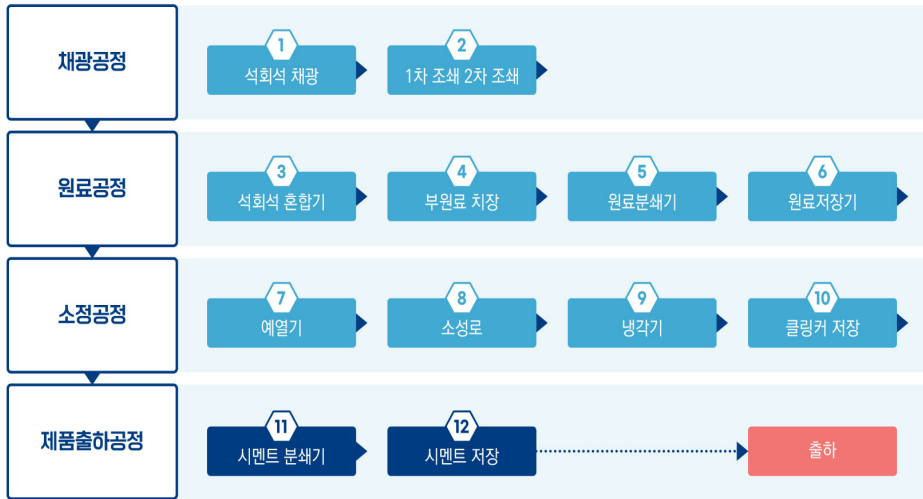 채광공정
1
석회석 채광
2
1차 조쇄 2차 조쇄
원료공정
3
석회석 혼합기
4
부원료 치장
5
원료분쇄기
6
원료저장기
소정공정
7
예열기
8
소성로
9
냉각기
10
클링커 저장
제품출하공정
11
시멘트 분쇄기
12
시멘트 저장
출하